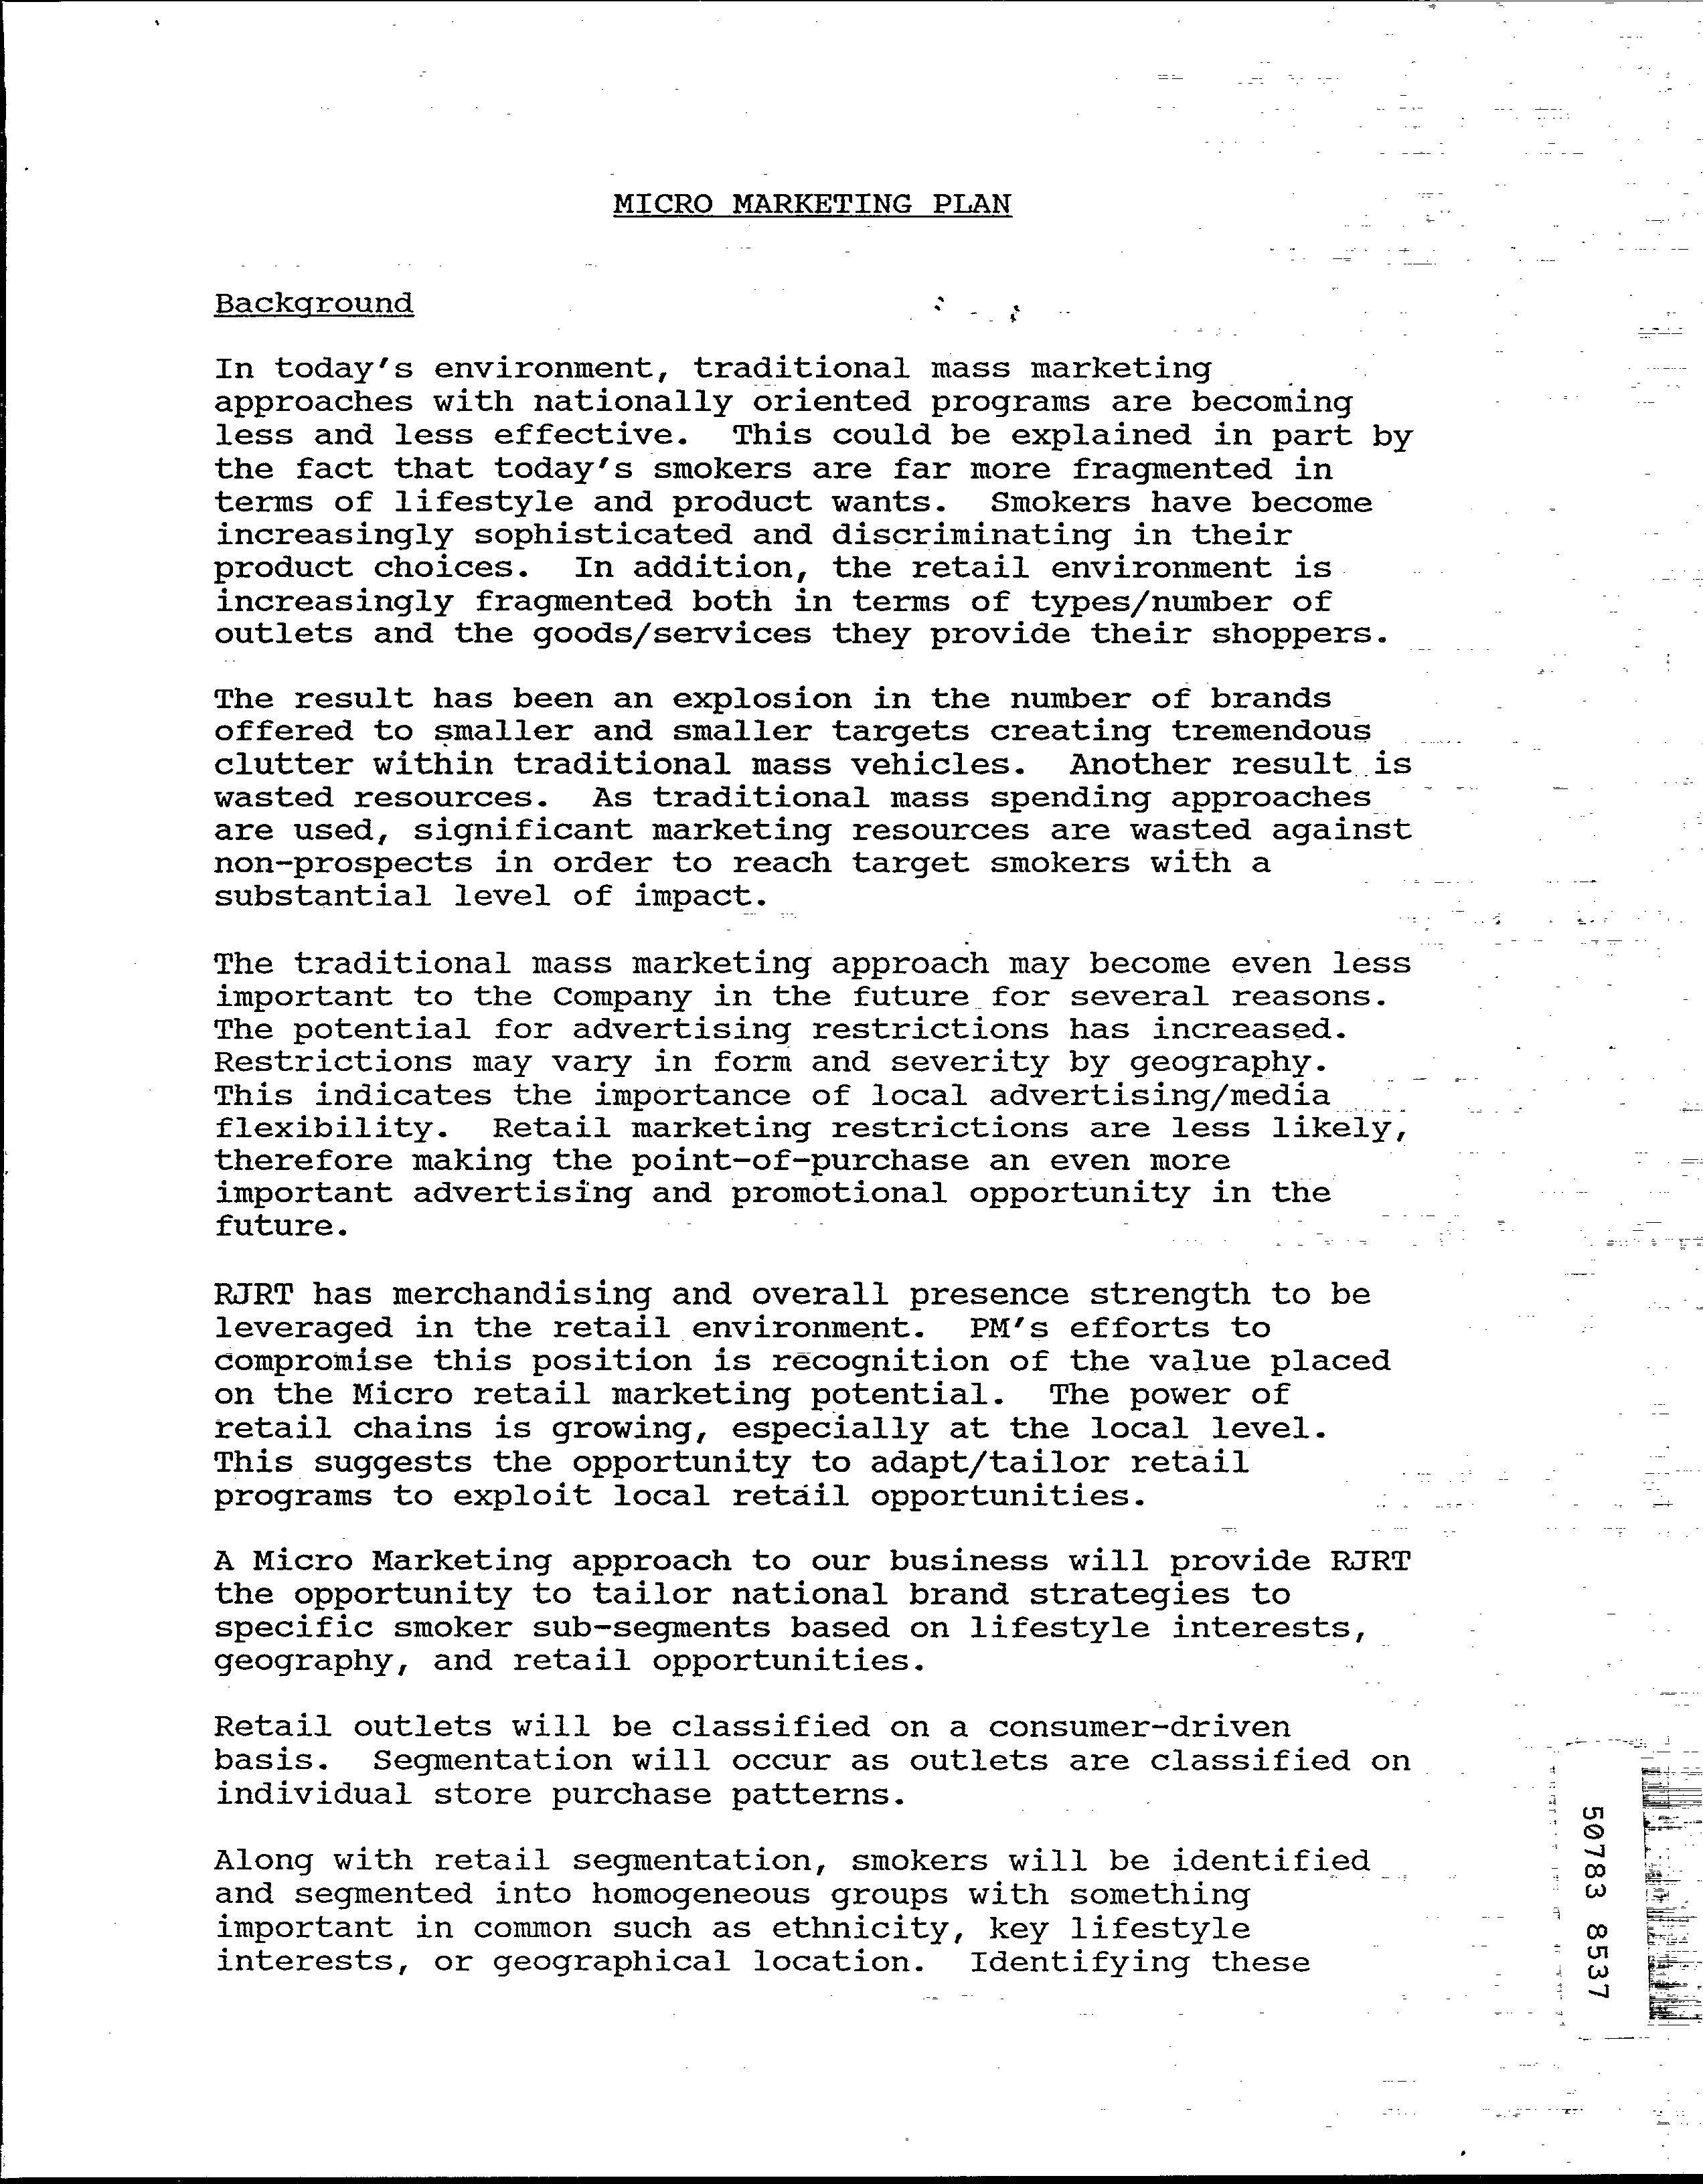 MICRO MARKETING PLAN
Background
In today's environment, traditional mass marketing
approaches with nationally oriented programs are becoming
less and less effective.  This could be explained in part by
the fact that today's smokers are far more fragmented in
terms of lifestyle and product wants.  Smokers have become
increasingly sophisticated and discriminating in their
product choices.  In addition, the retail environment is
increasingly fragmented both in terms of types/number of
outlets and the goods/services they provide their shoppers.
The result has been an explosion in the number of brands
offered to smaller and smaller targets creating tremendous
clutter within traditional mass vehicles.  Another result is
wasted resources.  As traditional mass spending approaches
are used, significant marketing resources are wasted against
non-prospects in order to reach target smokers with a
substantial level of impact.
The traditional mass marketing approach may become even less
important to the Company in the future for several reasons.
The potential for advertising restrictions has increased.
Restrictions may vary in form and severity by geography.
This indicates the importance of local advertising/media
flexibility.  Retail marketing restrictions are less likely,
therefore making the point-of-purchase an even more
important advertising and promotional opportunity in the
future.
RJRT has merchandising and overall presence strength to be
leveraged in the retail environment.  PM's efforts to
compromise this position is recognition of the value placed
on the Micro retail marketing potential.  The power of
retail chains is growing, especially at the local level.
This suggests the opportunity to adapt/tailor retail
programs to exploit local retail opportunities.
A Micro Marketing approach to our business will provide RJRT
the opportunity to tailor national brand strategies to
specific smoker sub-segments based on lifestyle interests,
geography, and retail opportunities.
Retail outlets will be classified on a consumer-driven
basis.  Segmentation will occur as outlets are classified on
individual store purchase patterns.
Along with retail segmentation, smokers will be identified
and segmented into homogeneous groups with something
important in common such as ethnicity, key lifestyle
interests, or geographical location.  Identifying these
50783 8537